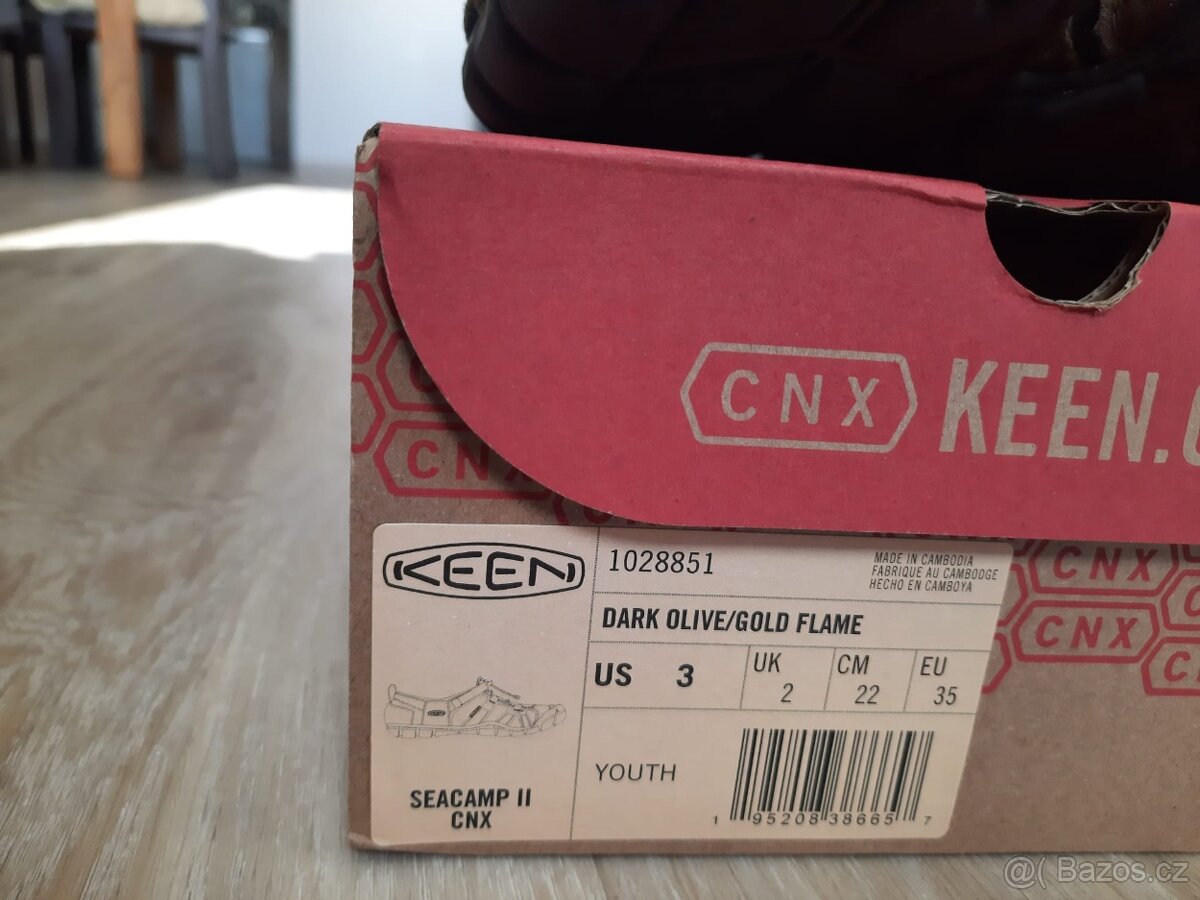 CNX KEEN.
CNX
KEEN
1028851
MADE IN CAMBODIA
FABRIQUE AU CAMBODGE
HECHO EN CAMBOYA
DARK OLIVE/GOLD FLAME
US 3
UK 2
CM 22
EU 35
YOUTH
SEACAMP II
CNX
1 95208 38665 7
CNX
CNX
@( Bazos.cz